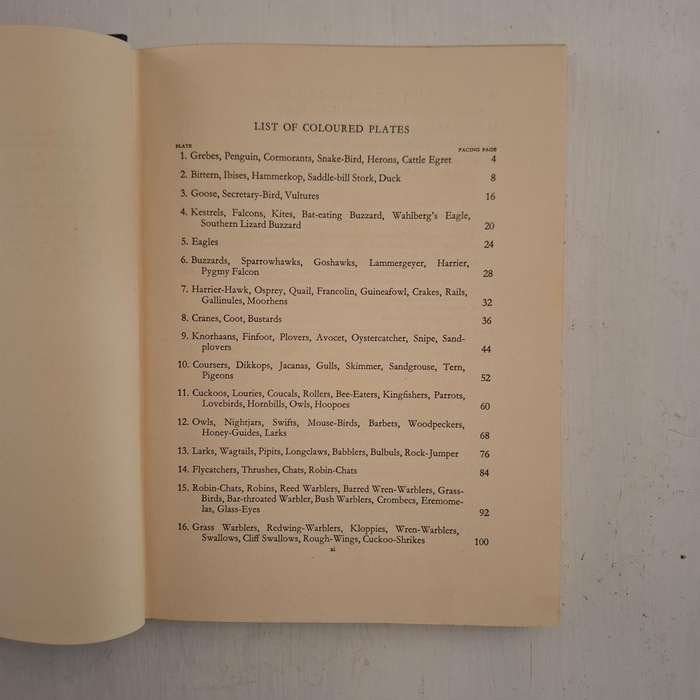 LIST OF COLOURED PLATES
PLATE FACING PAGE
1. Grebes, Penguin, Cormorants, Snake-Bird, Herons, Cattle Egret 4
2. Bittern, Ibises, Hammerkop, Saddle-bill Stork, Duck 8
3. Goose, Secretary-Bird, Vultures 16
4. Kestrels, Falcons, Kites, Bat-eating Buzzard, Wahlberg's Eagle,
Southern Lizard Buzzard 20
5. Eagles 24
6. Buzzards, Sparrowhawks, Goshawks, Lammergeyer, Harrier,
Pygmy Falcon 28
7. Harrier-Hawk, Osprey, Quail, Francolin, Guineafowl, Crakes, Rails,
Gallinules, Moorhens 32
8. Cranes, Coot, Bustards 36
9. Knorhaans, Finfoot, Plovers, Avocet, Oystercatcher, Snipe, Sand-
plovers 44
10. Coursers, Dikkops, Jacanas, Gulls, Skimmer, Sandgrouse, Tern,
Pigeons 52
11. Cuckoos, Louries, Coucals, Rollers, Bee-Eaters, Kingfishers, Parrots,
Lovebirds, Hornbills, Owls, Hoopoes 60
12. Owls, Nightjars, Swifts, Mouse-Birds, Barbets, Woodpeckers,
Honey-Guides, Larks 68
13. Larks, Wagtails, Pipits, Longclaws, Babblers, Bulbuls, Rock-Jumper 76
14. Flycatchers, Thrushes, Chats, Robin-Chats 84
15. Robin-Chats, Robins, Reed Warblers, Barred Wren-Warblers, Grass-
Birds, Bar-throated Warbler, Bush Warblers, Crombecs, Eremome-
las, Glass-Eyes 92
16. Grass Warblers, Redwing-Warblers, Kloppies, Wren-Warblers,
Swallows, Cliff Swallows, Rough-Wings, Cuckoo-Shrikes 100
xi